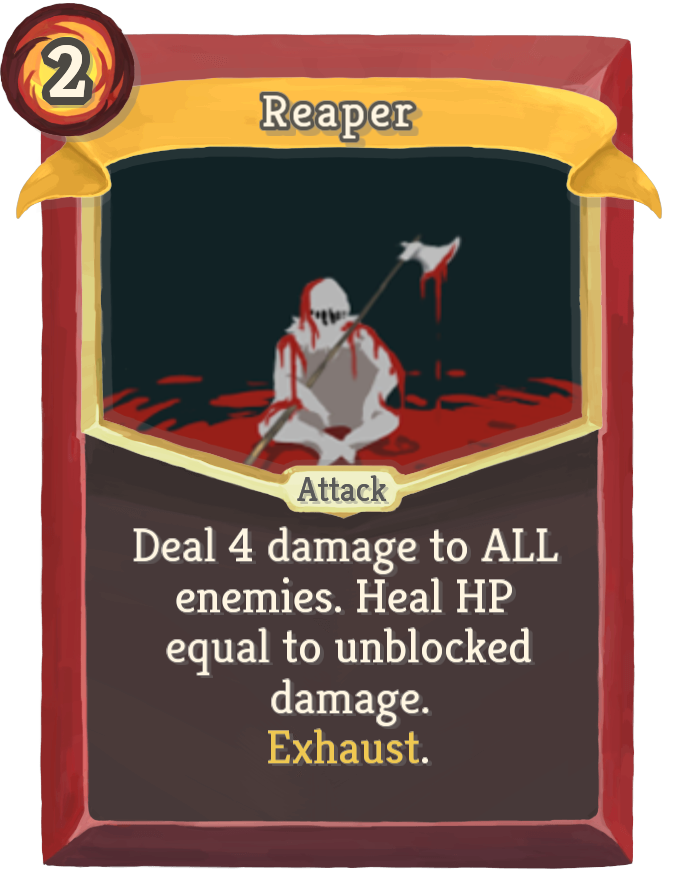 2
Reaper
Attack
Deal 4 damage to ALL
enemies. Heal HP
equal to unblocked
damage.
Exhaust.